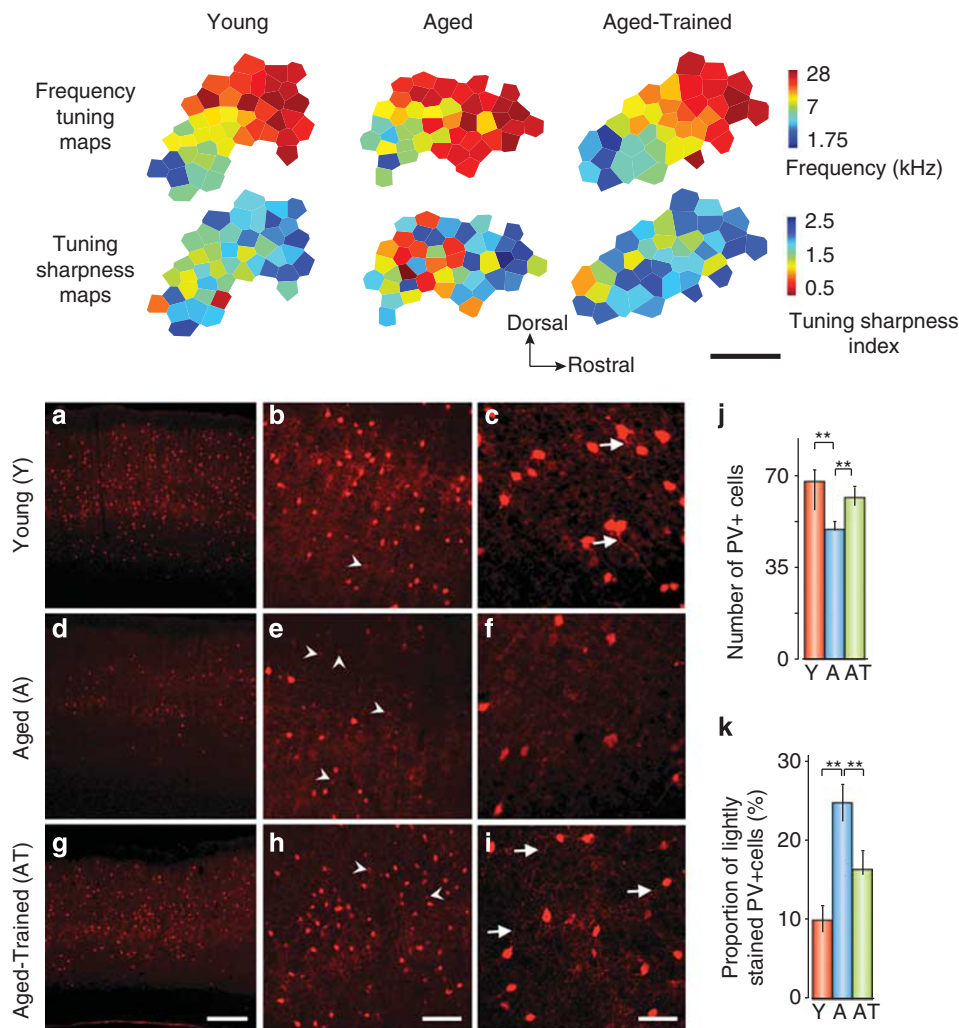 Young Aged Aged-Trained
Frequency
tuning
maps
28
7
1.75
Frequency (kHz)
Tuning
sharpness
maps
2.5
1.5
0.5
Tuning sharpness
index
Dorsal
Rostral
Young (Y)
a b c
Aged (A)
d e f
Aged-Trained (AT)
g h i
j
Number of PV+ cells
70
35
0
** **
Y A AT
k
Proportion of lightly
stained PV+cells (%)
30
20
10
0
** **
Y A AT